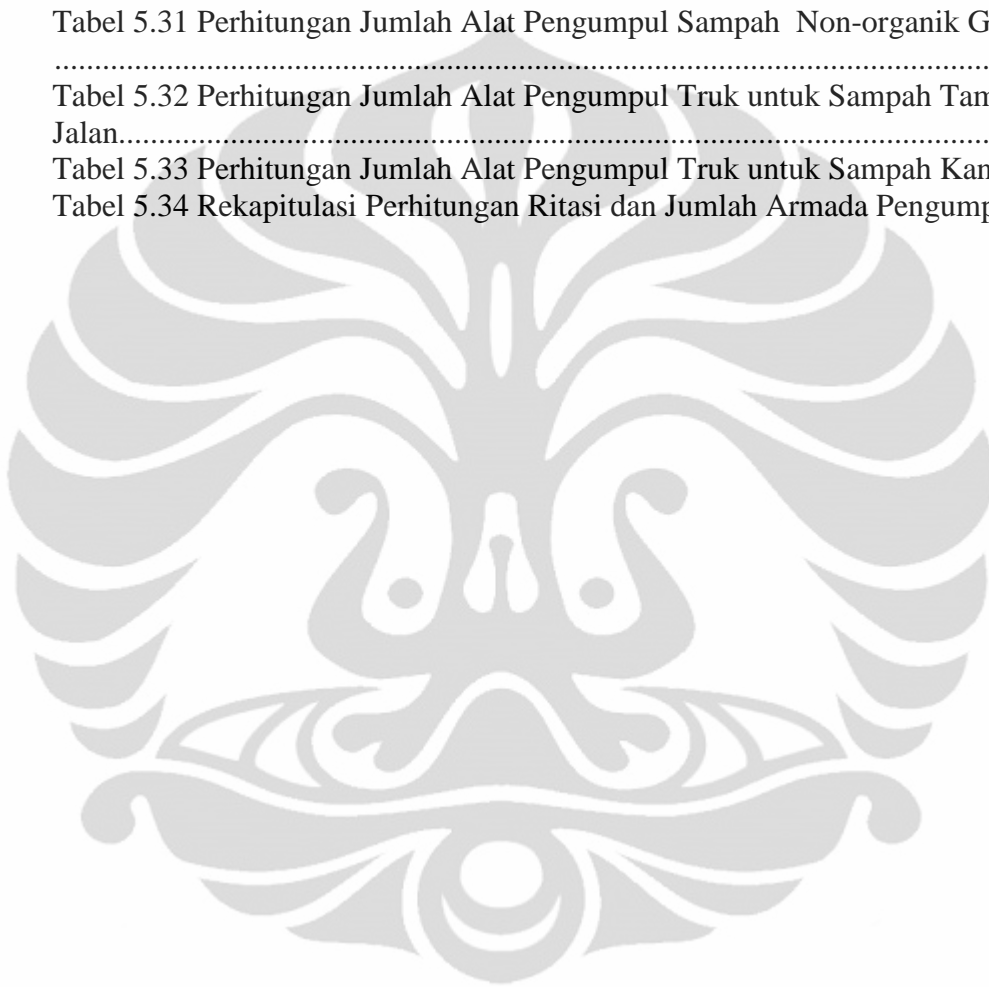 Tabel 5.31 Perhitungan Jumlah Alat Pengumpul Sampah Non-organik G
....................................................................................................................
Tabel 5.32 Perhitungan Jumlah Alat Pengumpul Truk untuk Sampah Tam
Jalan............................................................................................................
Tabel 5.33 Perhitungan Jumlah Alat Pengumpul Truk untuk Sampah Kan
Tabel 5.34 Rekapitulasi Perhitungan Ritasi dan Jumlah Armada Pengump